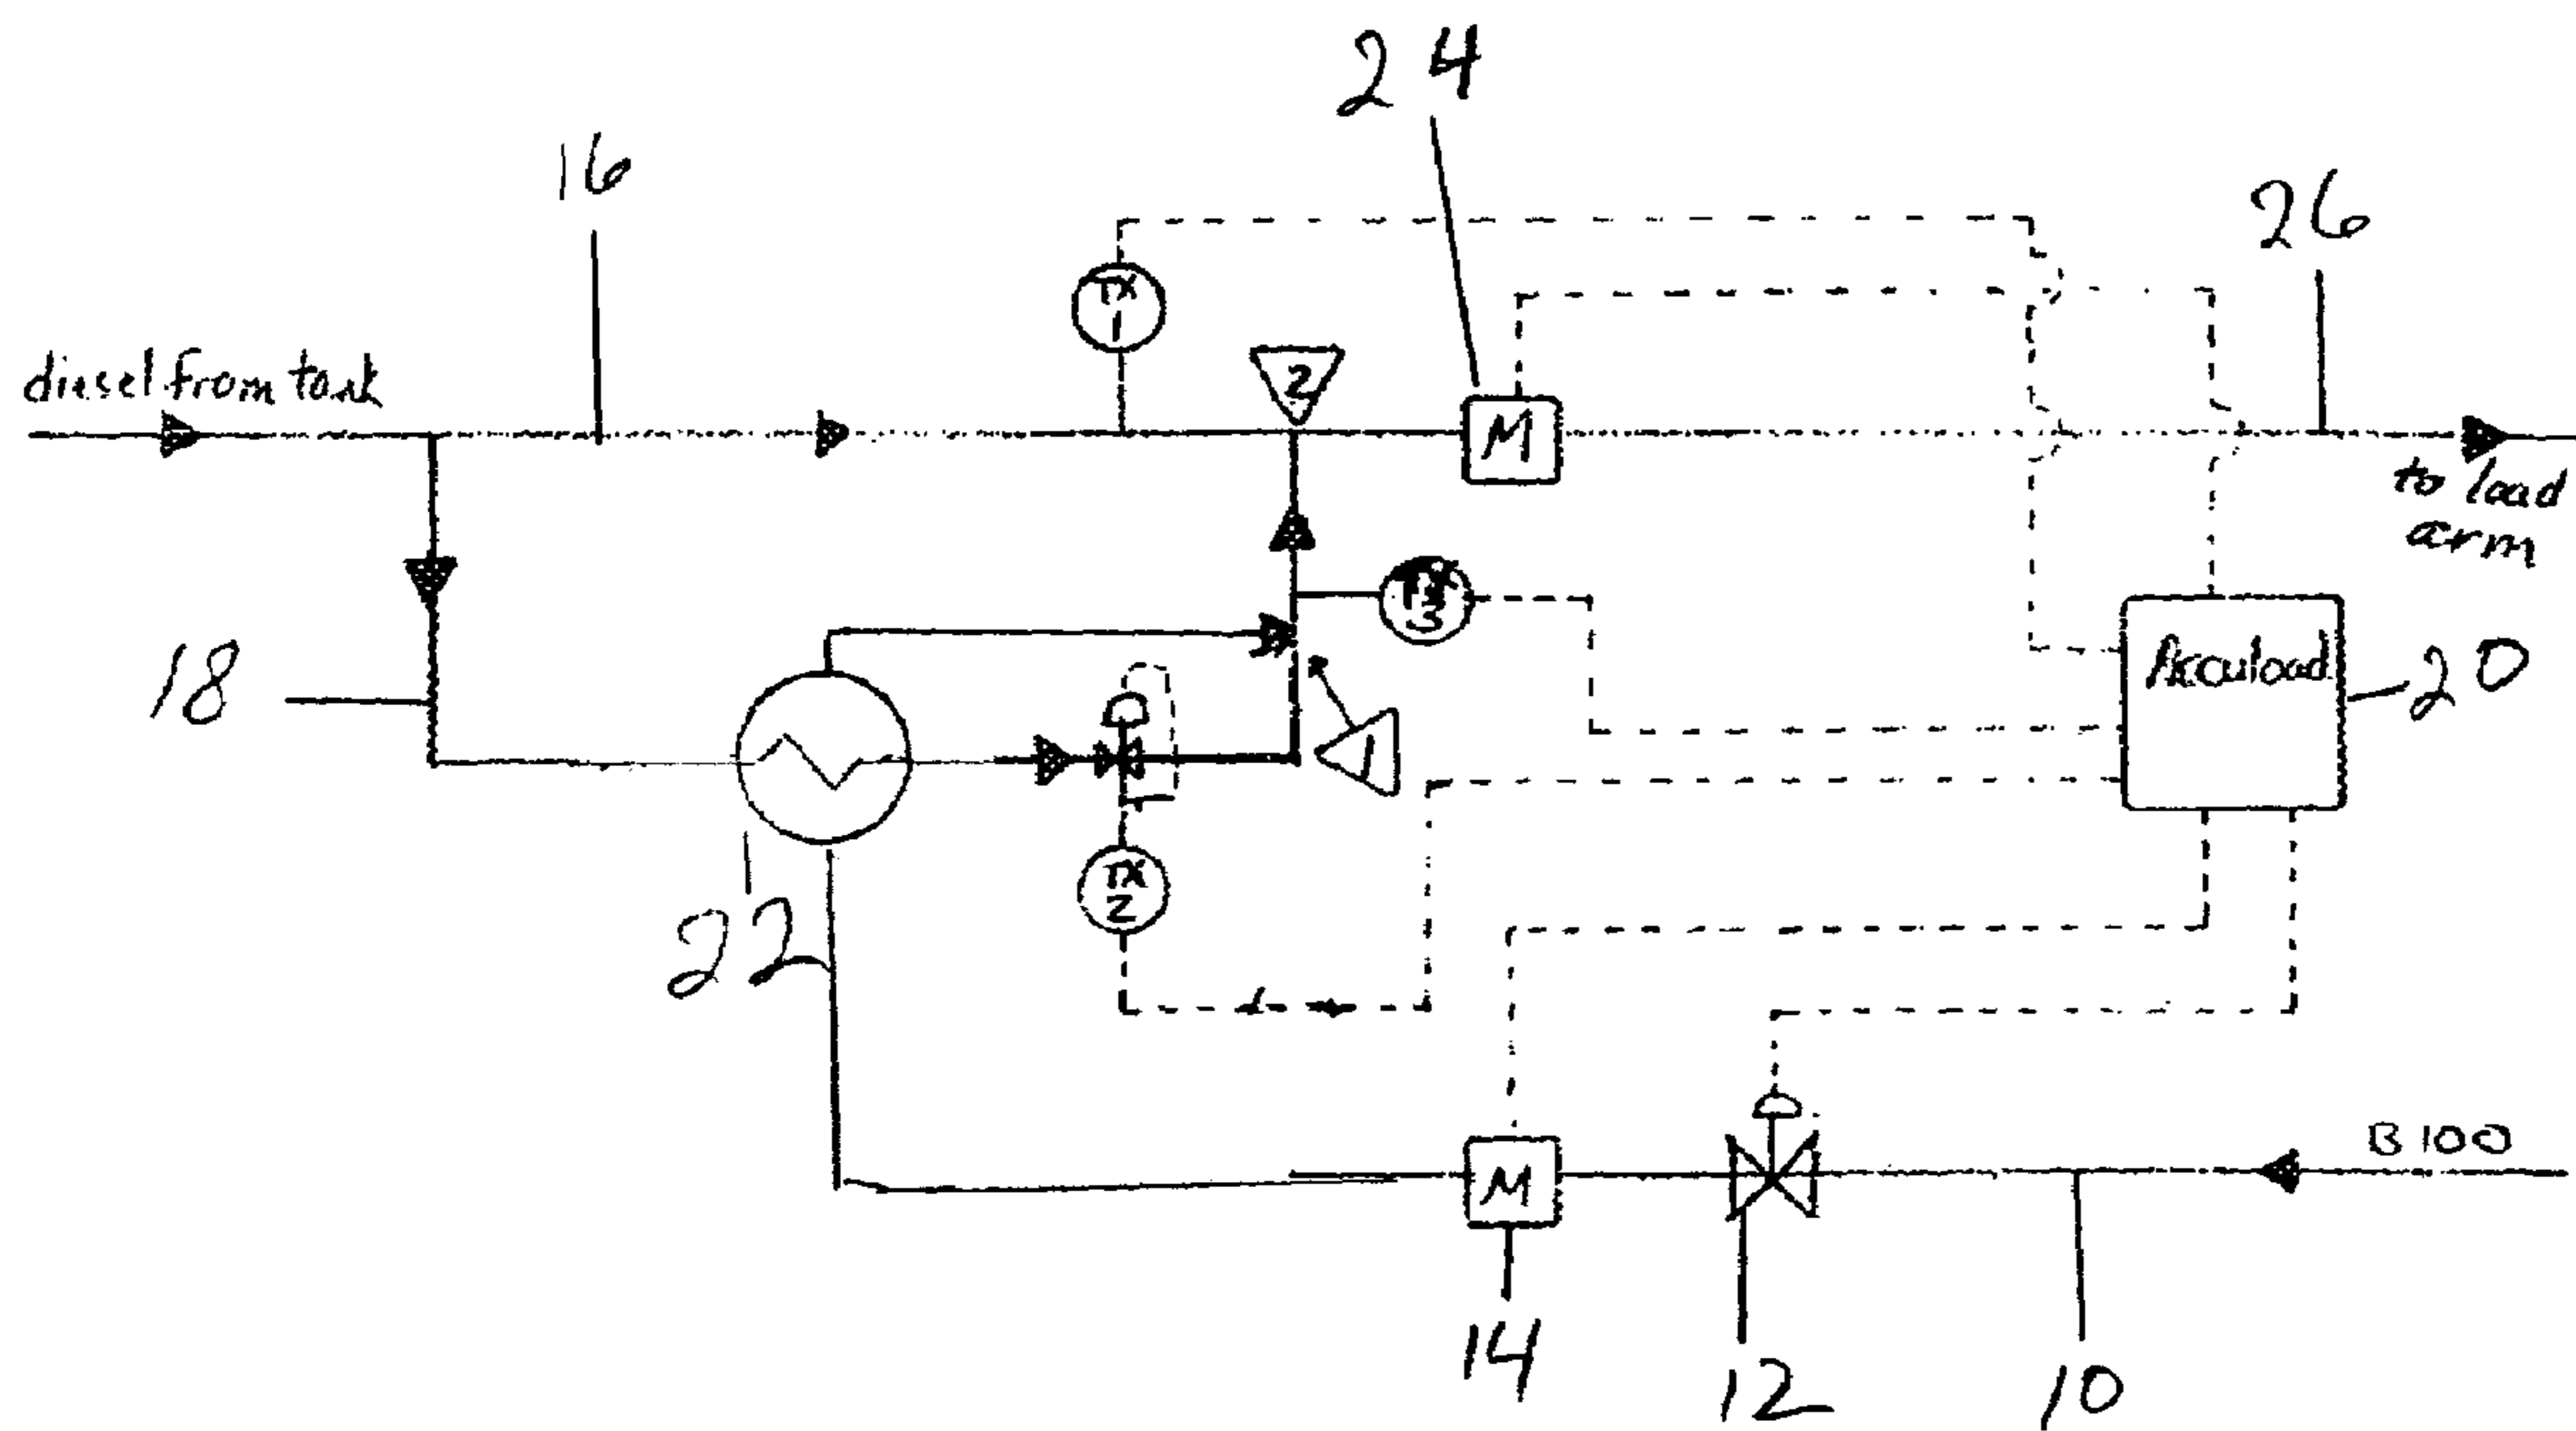 24
16
26
TX
1
diesel from tank
2
M
to load
arm
TX
3
18
Accuload
20
1
TX
2
22
B100
M
14
12
10